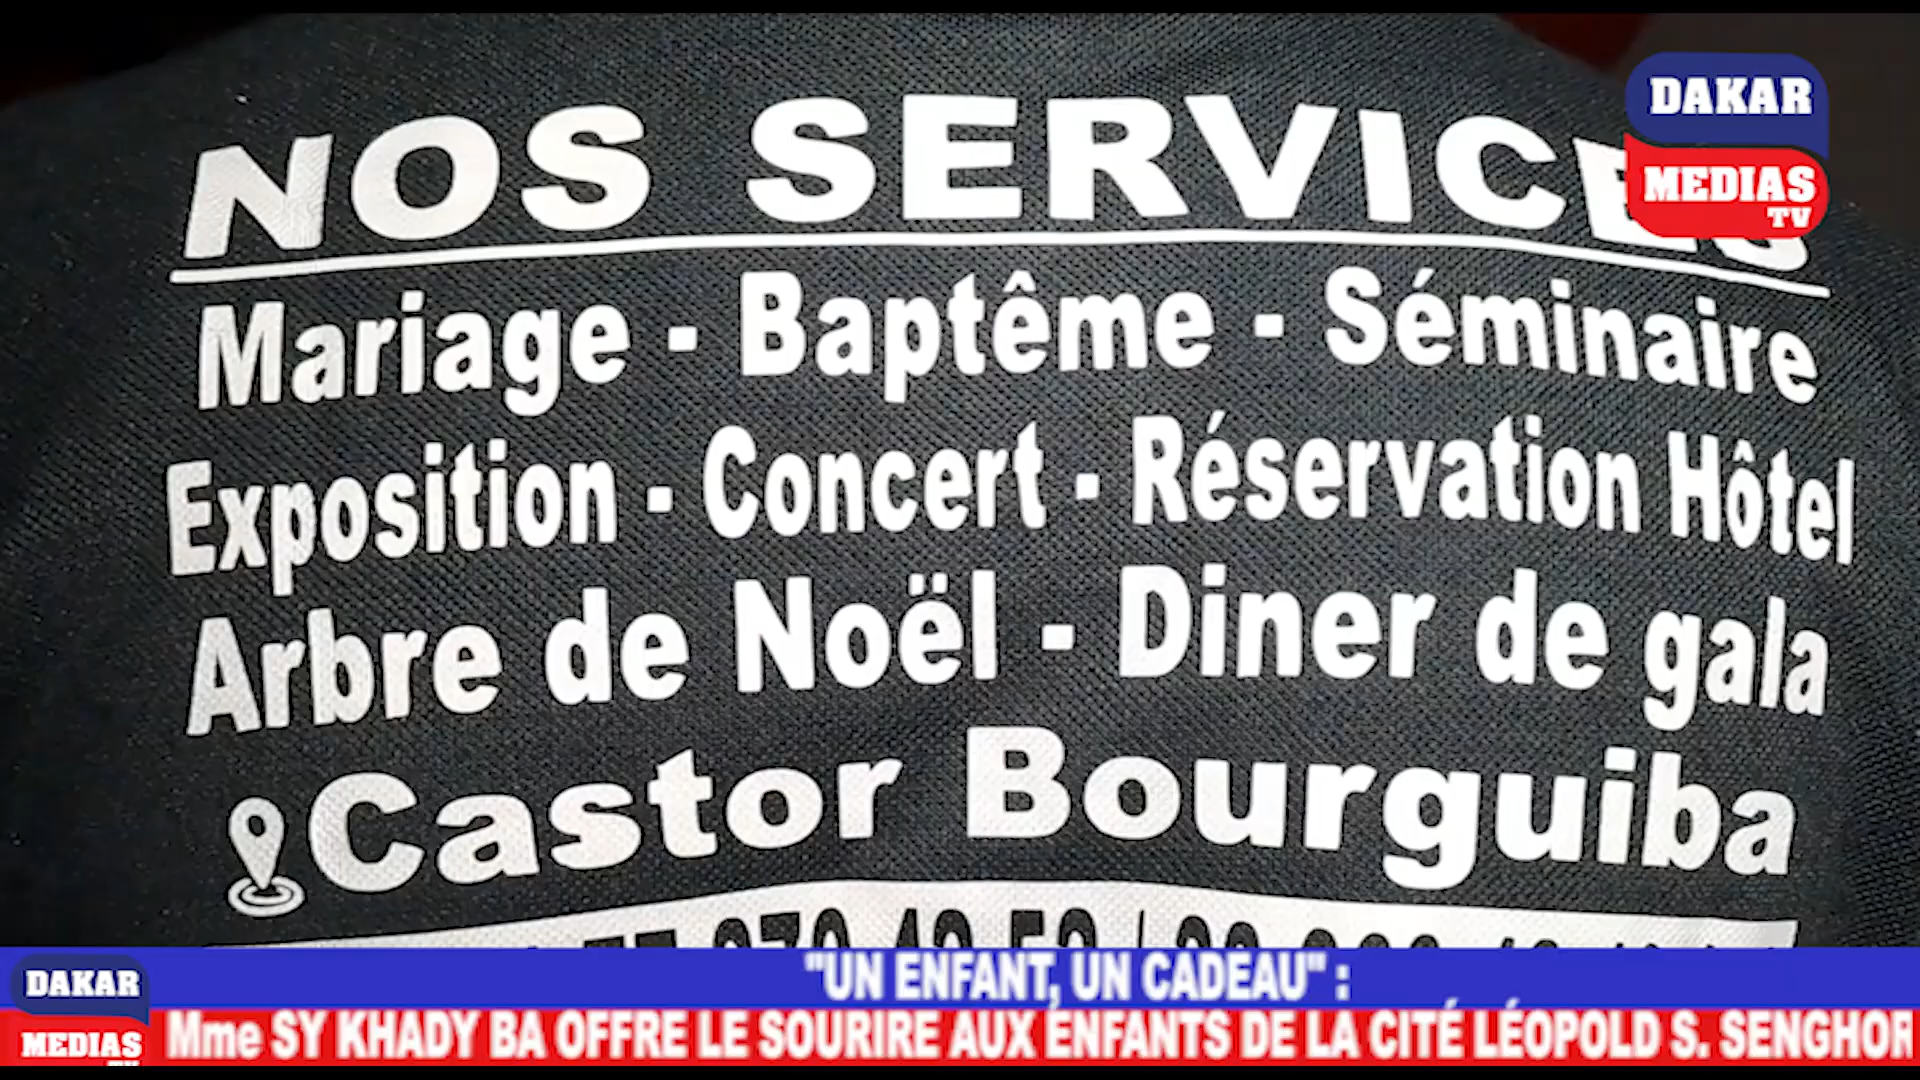 NOS SERVICES
DAKAR
MEDIAS
TV
Mariage - Baptême - Séminaire
Exposition - Concert - Réservation Hôtel
Arbre de Noël - Diner de gala
Castor Bourguiba
"UN ENFANT, UN CADEAU" :
DAKAR
MEDIAS
TV
Mme SY KHADY BA OFFRE LE SOURIRE AUX ENFANTS DE LA CITÉ LÉOPOLD S. SENGHOR